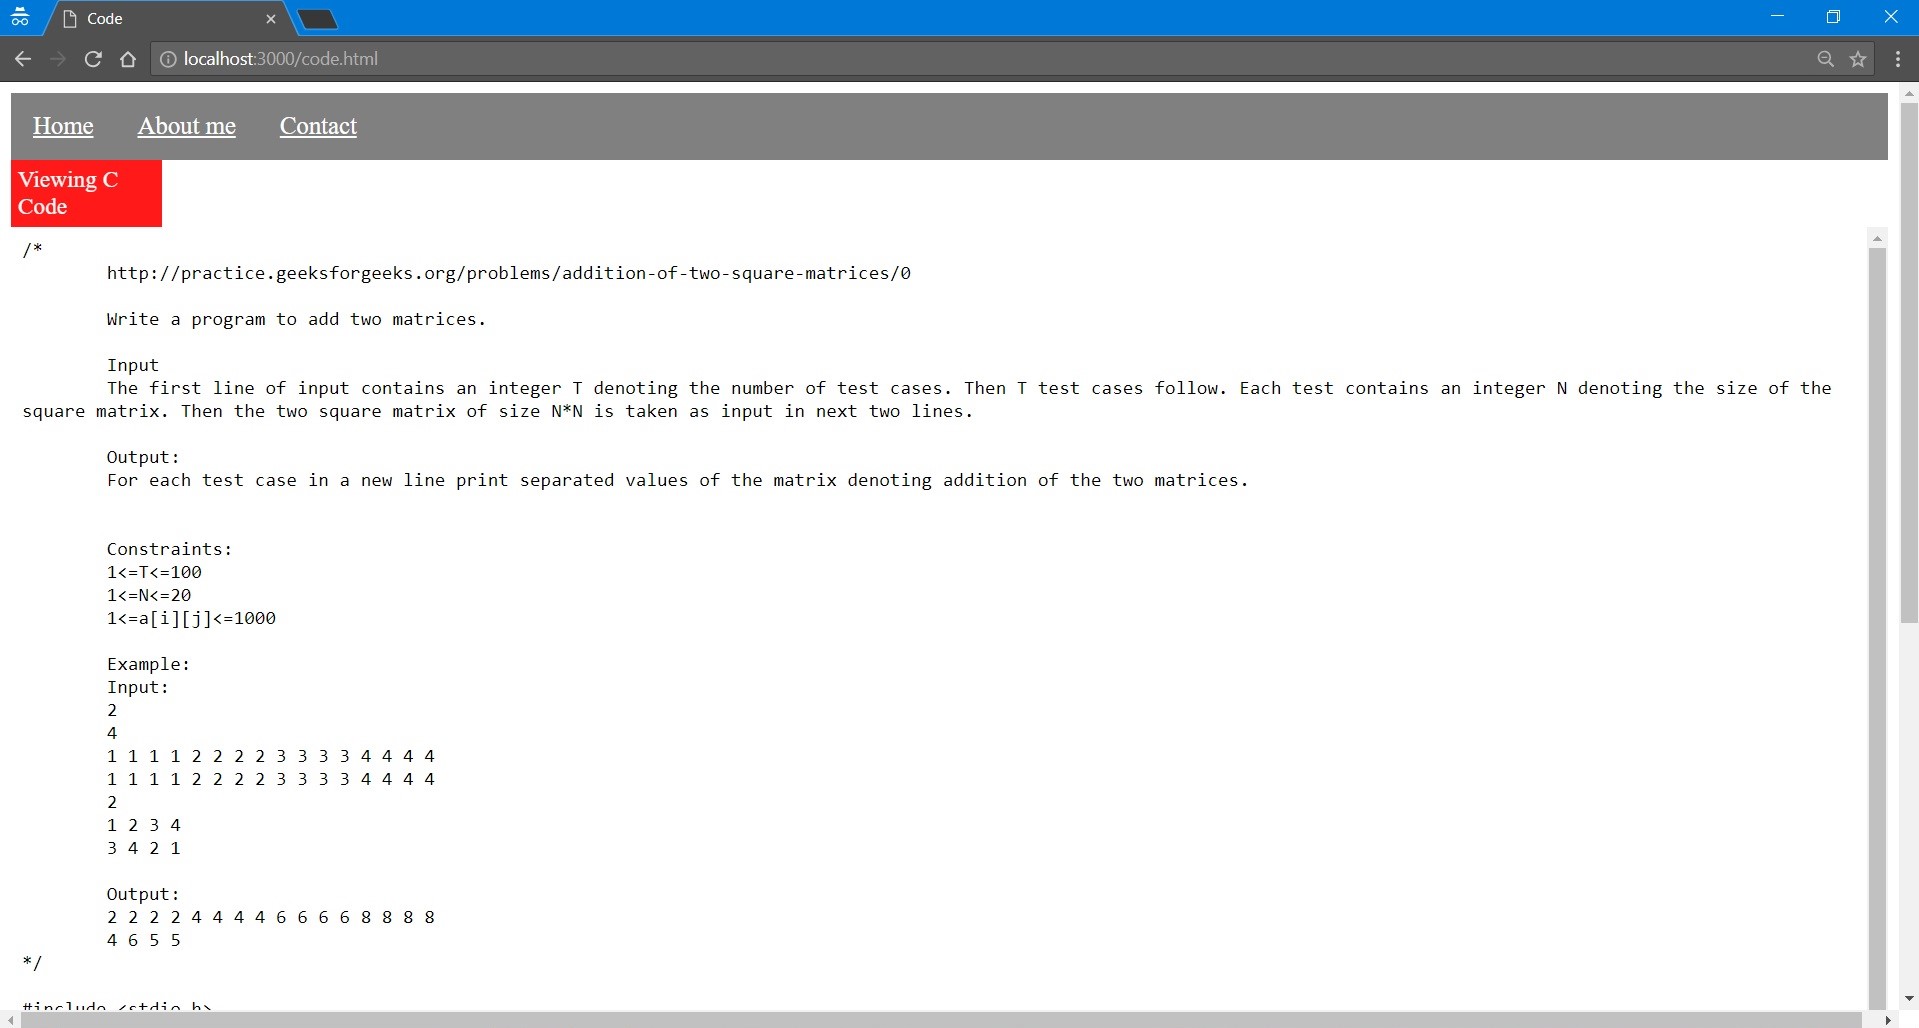 Code
localhost:3000/code.html
Home About me Contact
Viewing C
Code
/*
http://practice.geeksforgeeks.org/problems/addition-of-two-square-matrices/0
Write a program to add two matrices.
Input
The first line of input contains an integer T denoting the number of test cases. Then T test cases follow. Each test contains an integer N denoting the size of the
square matrix. Then the two square matrix of size N*N is taken as input in next two lines.
Output:
For each test case in a new line print separated values of the matrix denoting addition of the two matrices.
Constraints:
1<=T<=100
1<=N<=20
1<=a[i][j]<=1000
Example:
Input:
2
4
1 1 1 1 2 2 2 2 3 3 3 3 4 4 4 4
1 1 1 1 2 2 2 2 3 3 3 3 4 4 4 4
2
1 2 3 4
3 4 2 1
Output:
2 2 2 2 4 4 4 4 6 6 6 6 8 8 8 8
4 6 5 5
*/
#include <stdio.h>